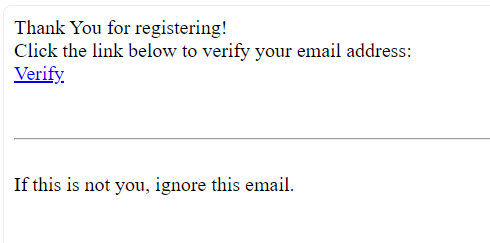 Thank You for registering!
Click the link below to verify your email address:
Verify
If this is not you, ignore this email.